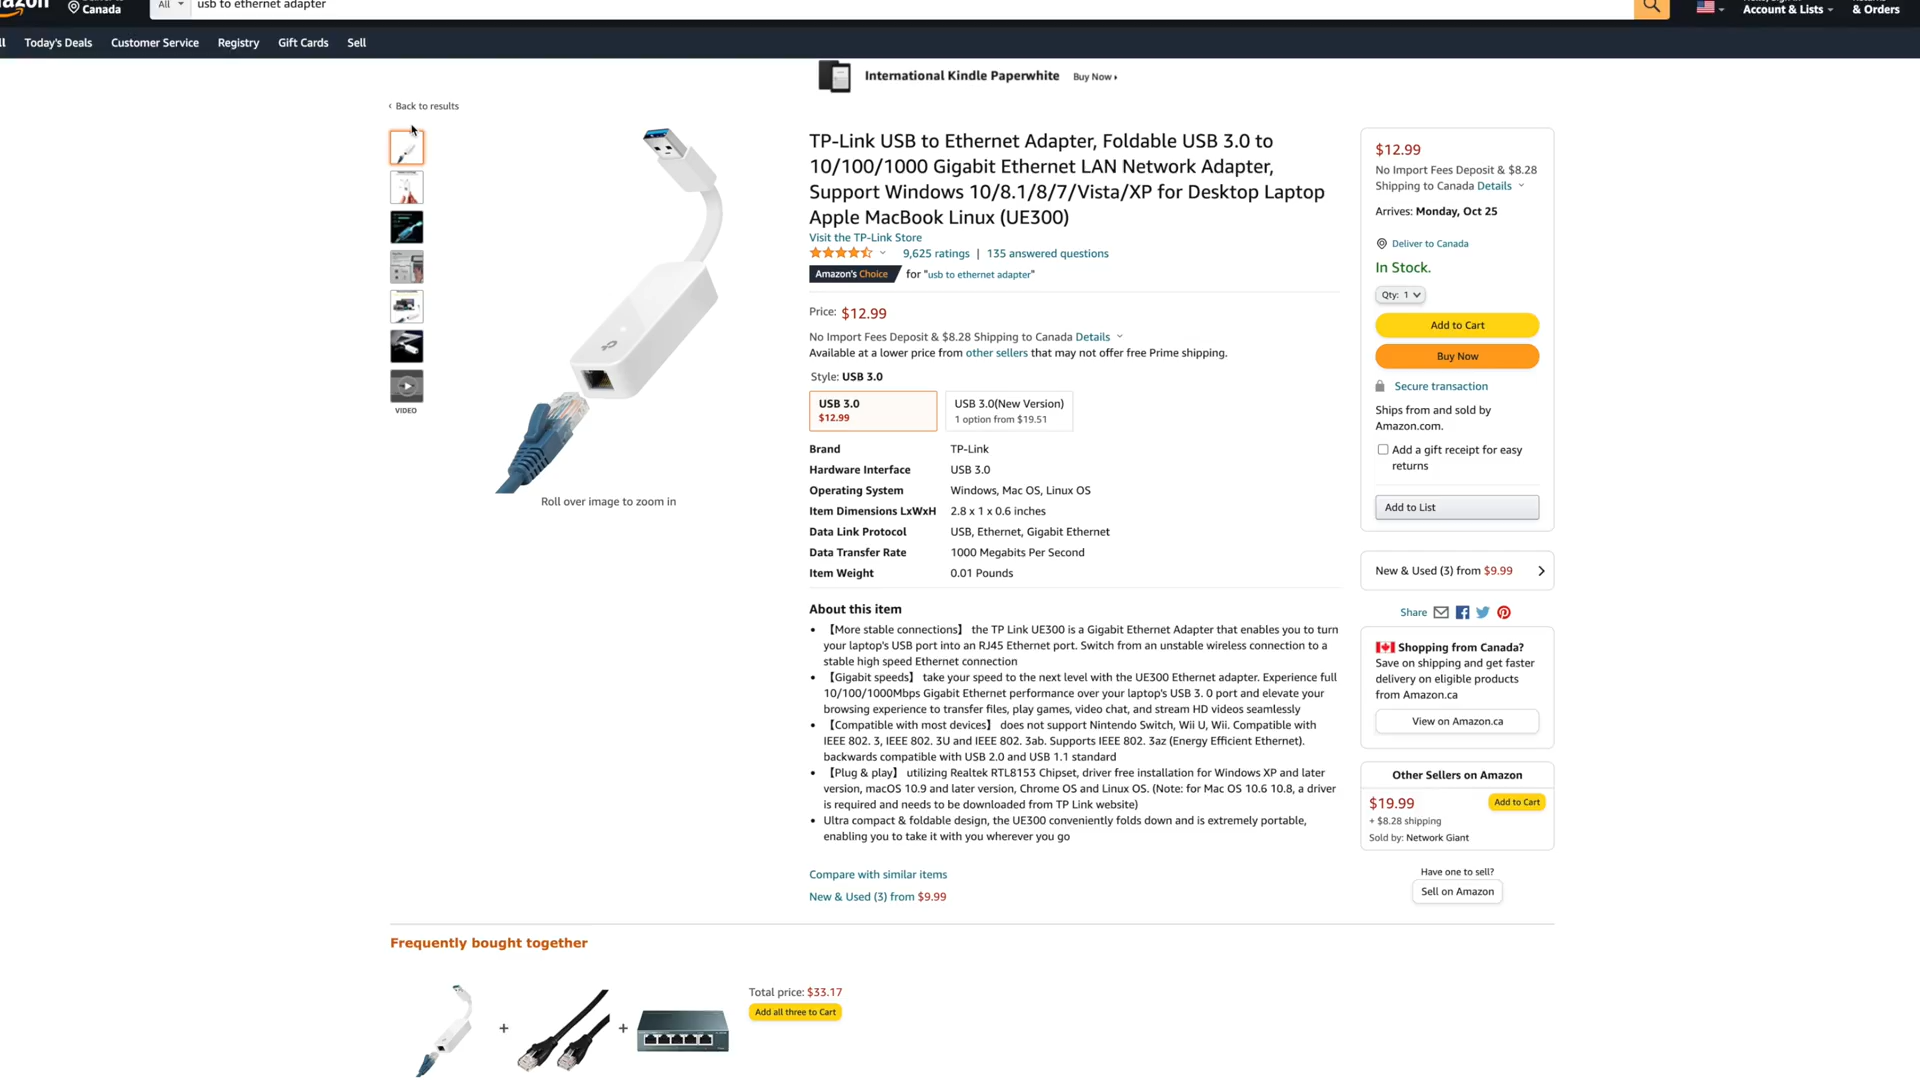 Canada
All
usb to ethernet adapter
Account & Lists
& Orders
Today's Deals
Customer Service
Registry
Gift Cards
Sell
International Kindle Paperwhite
Buy Now
‹ Back to results
VIDEO
Roll over image to zoom in
TP-Link USB to Ethernet Adapter, Foldable USB 3.0 to
10/100/1000 Gigabit Ethernet LAN Network Adapter,
Support Windows 10/8.1/8/7/Vista/XP for Desktop Laptop
Apple MacBook Linux (UE300)
Visit the TP-Link Store
9,625 ratings | 135 answered questions
Amazon's Choice for "usb to ethernet adapter"
Price: $12.99
No Import Fees Deposit & $8.28 Shipping to Canada Details
Available at a lower price from other sellers that may not offer free Prime shipping.
Style: USB 3.0
USB 3.0
$12.99
USB 3.0(New Version)
1 option from $19.51
Brand TP-Link
Hardware Interface USB 3.0
Operating System Windows, Mac OS, Linux OS
Item Dimensions LxWxH 2.8 x 1 x 0.6 inches
Data Link Protocol USB, Ethernet, Gigabit Ethernet
Data Transfer Rate 1000 Megabits Per Second
Item Weight 0.01 Pounds
About this item
• 【More stable connections】 the TP Link UE300 is a Gigabit Ethernet Adapter that enables you to turn
your laptop's USB port into an RJ45 Ethernet port. Switch from an unstable wireless connection to a
stable high speed Ethernet connection
• 【Gigabit speeds】 take your speed to the next level with the UE300 Ethernet adapter. Experience full
10/100/1000Mbps Gigabit Ethernet performance over your laptop's USB 3. 0 port and elevate your
browsing experience to transfer files, play games, video chat, and stream HD videos seamlessly
• 【Compatible with most devices】 does not support Nintendo Switch, Wii U, Wii. Compatible with
IEEE 802. 3, IEEE 802. 3U and IEEE 802. 3ab. Supports IEEE 802. 3az (Energy Efficient Ethernet).
backwards compatible with USB 2.0 and USB 1.1 standard
• 【Plug & play】 utilizing Realtek RTL8153 Chipset, driver free installation for Windows XP and later
version, macOS 10.9 and later version, Chrome OS and Linux OS. (Note: for Mac OS 10.6 10.8, a driver
is required and needs to be downloaded from TP Link website)
• Ultra compact & foldable design, the UE300 conveniently folds down and is extremely portable,
enabling you to take it with you wherever you go
Compare with similar items
New & Used (3) from $9.99
$12.99
No Import Fees Deposit & $8.28
Shipping to Canada Details
Arrives: Monday, Oct 25
Deliver to Canada
In Stock.
Qty: 1
Add to Cart
Buy Now
Secure transaction
Ships from and sold by
Amazon.com.
Add a gift receipt for easy
returns
Add to List
New & Used (3) from $9.99
Share
Shopping from Canada?
Save on shipping and get faster
delivery on eligible products
from Amazon.ca
View on Amazon.ca
Other Sellers on Amazon
$19.99
Add to Cart
+ $8.28 shipping
Sold by: Network Giant
Have one to sell?
Sell on Amazon
Frequently bought together
+
+
Total price: $33.17
Add all three to Cart